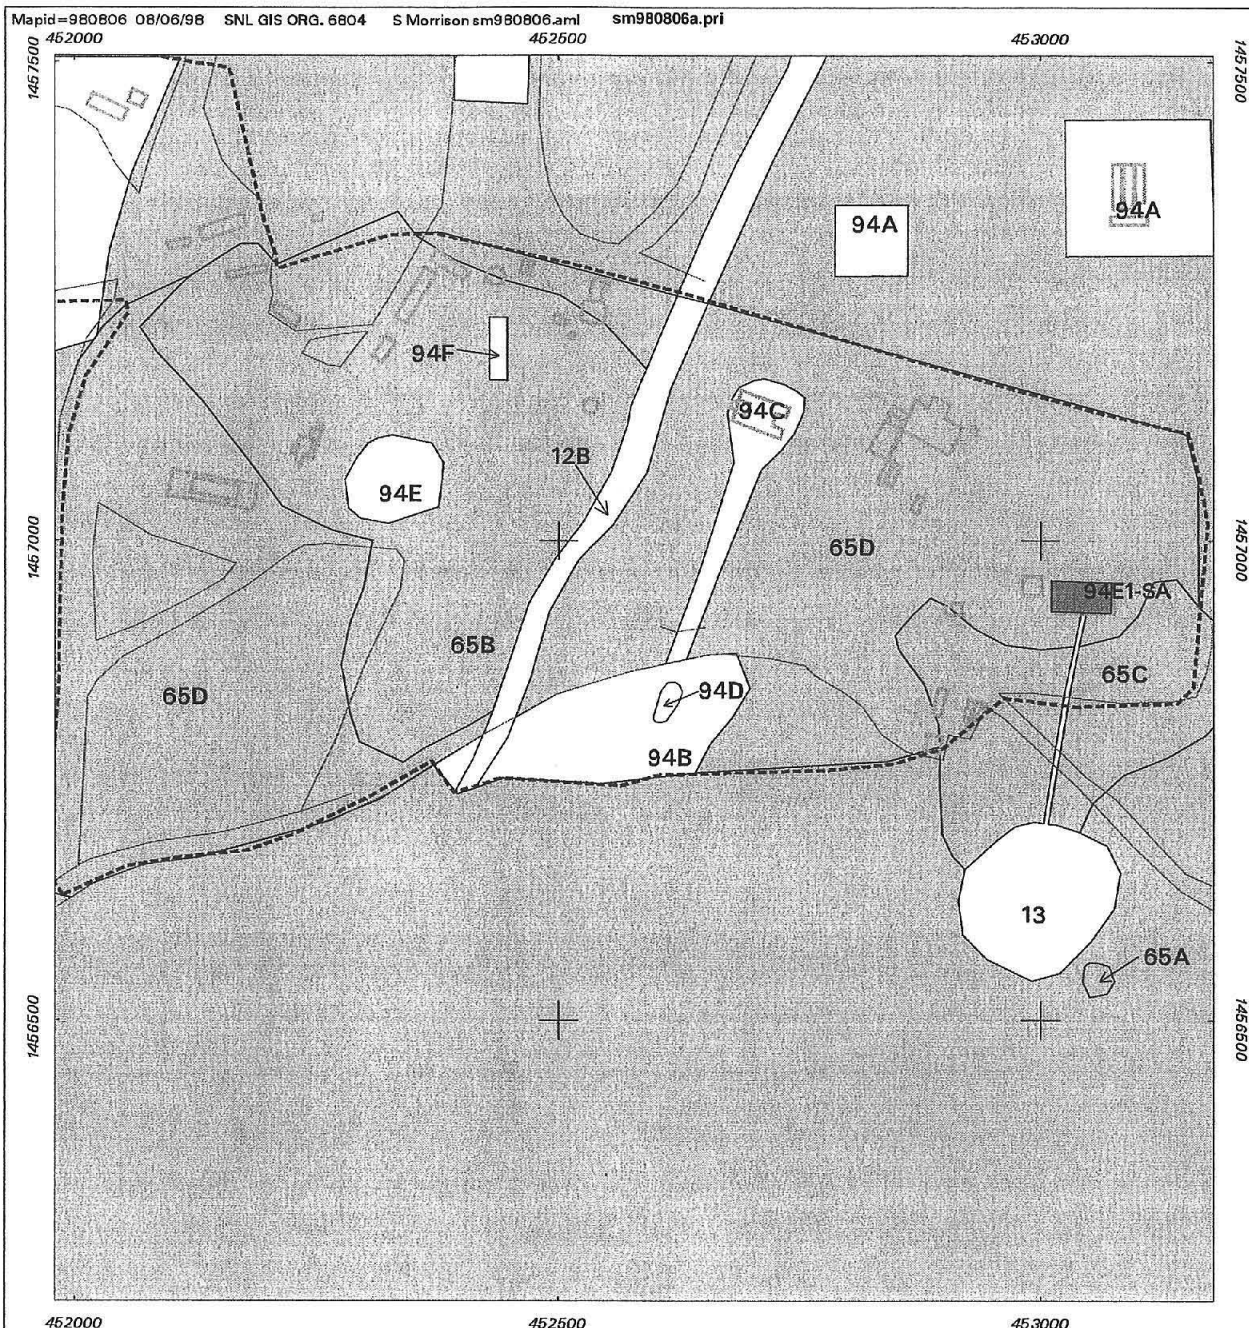 Mapid=980806 08/06/98 SNL GIS ORG. 6804 S Morrison sm980806.aml sm980806a.pri
452000 452500 453000
1457500 1457500
94A
94A
94F
94C
12B
94E
1457000 65D 1457000
94E1-SA
65B
65C
65D
94D
94B
13
65A
1456500 1456500
452000 452500 453000